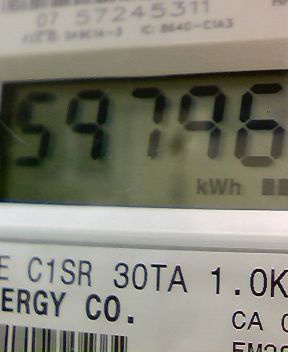 07 57245311
59796
kWh
E C1SR 30TA 1.0K
ERGY CO.
CA